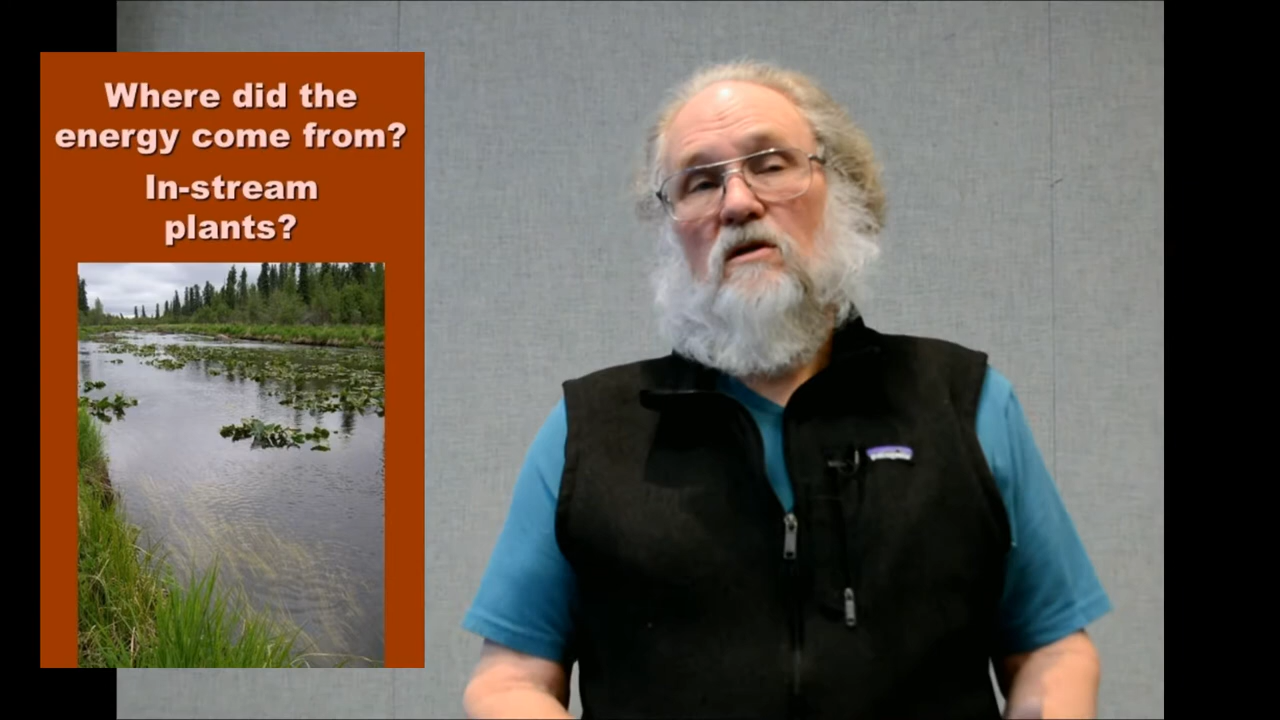 Where did the
energy come from?
In-stream
plants?